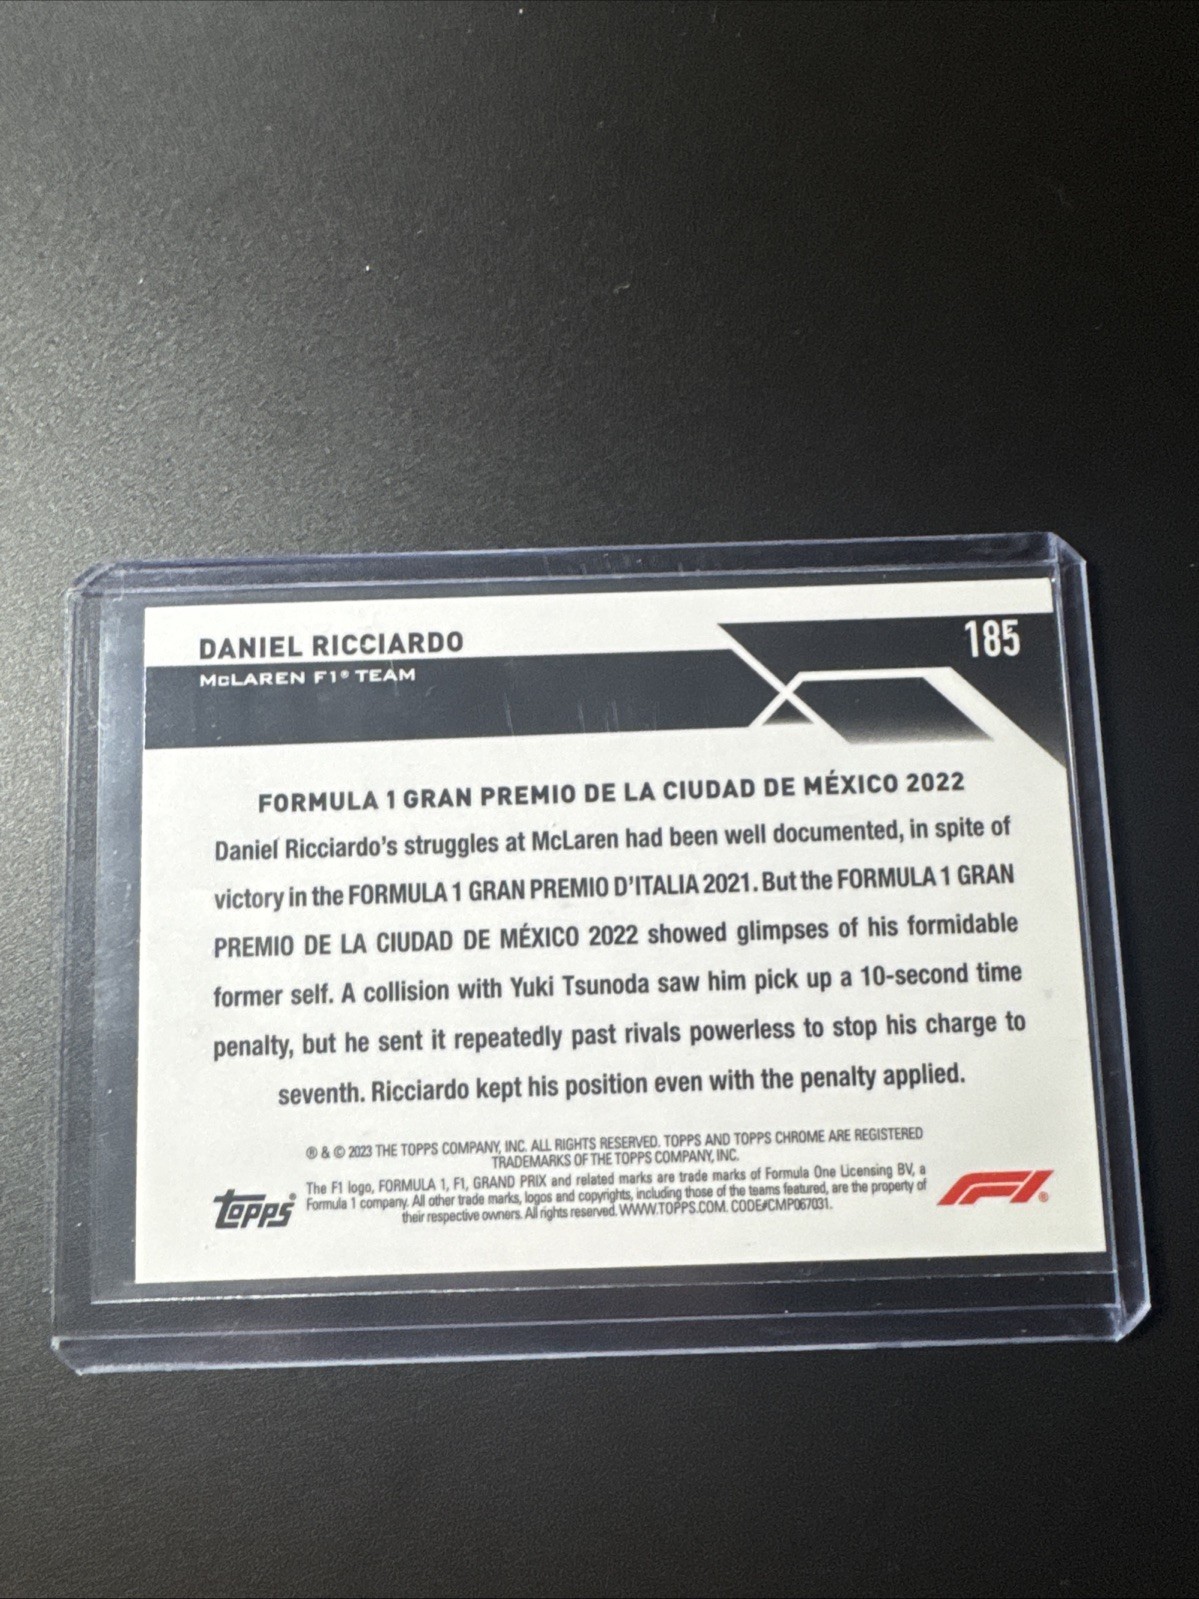 DANIEL RICCIARDO
185
McLAREN F1® TEAM
FORMULA 1 GRAN PREMIO DE LA CIUDAD DE MÉXICO 2022
Daniel Ricciardo's struggles at McLaren had been well documented, in spite of
victory in the FORMULA 1 GRAN PREMIO D'ITALIA 2021. But the FORMULA 1 GRAN
PREMIO DE LA CIUDAD DE MÉXICO 2022 showed glimpses of his formidable
former self. A collision with Yuki Tsunoda saw him pick up a 10-second time
penalty, but he sent it repeatedly past rivals powerless to stop his charge to
seventh. Ricciardo kept his position even with the penalty applied.
® & © 2023 THE TOPPS COMPANY, INC. ALL RIGHTS RESERVED. TOPPS AND TOPPS CHROME ARE REGISTERED
TRADEMARKS OF THE TOPPS COMPANY, INC.
The F1 logo, FORMULA 1, F1, GRAND PRIX and related marks are trade marks of Formula One Licensing BV, a
Formula 1 company. All other trade marks, logos and copyrights, including those of the teams featured, are the property of
their respective owners. All rights reserved. WWW.TOPPS.COM. CODE#CMP067031.
Topps®
F1®